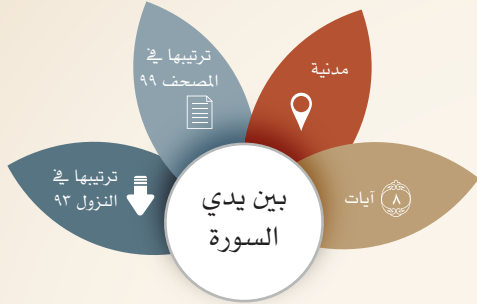 بين يدي
السورة
٨ آيات
مدنية
ترتيبها في
المصحف ٩٩
ترتيبها في
النزول ٩٣